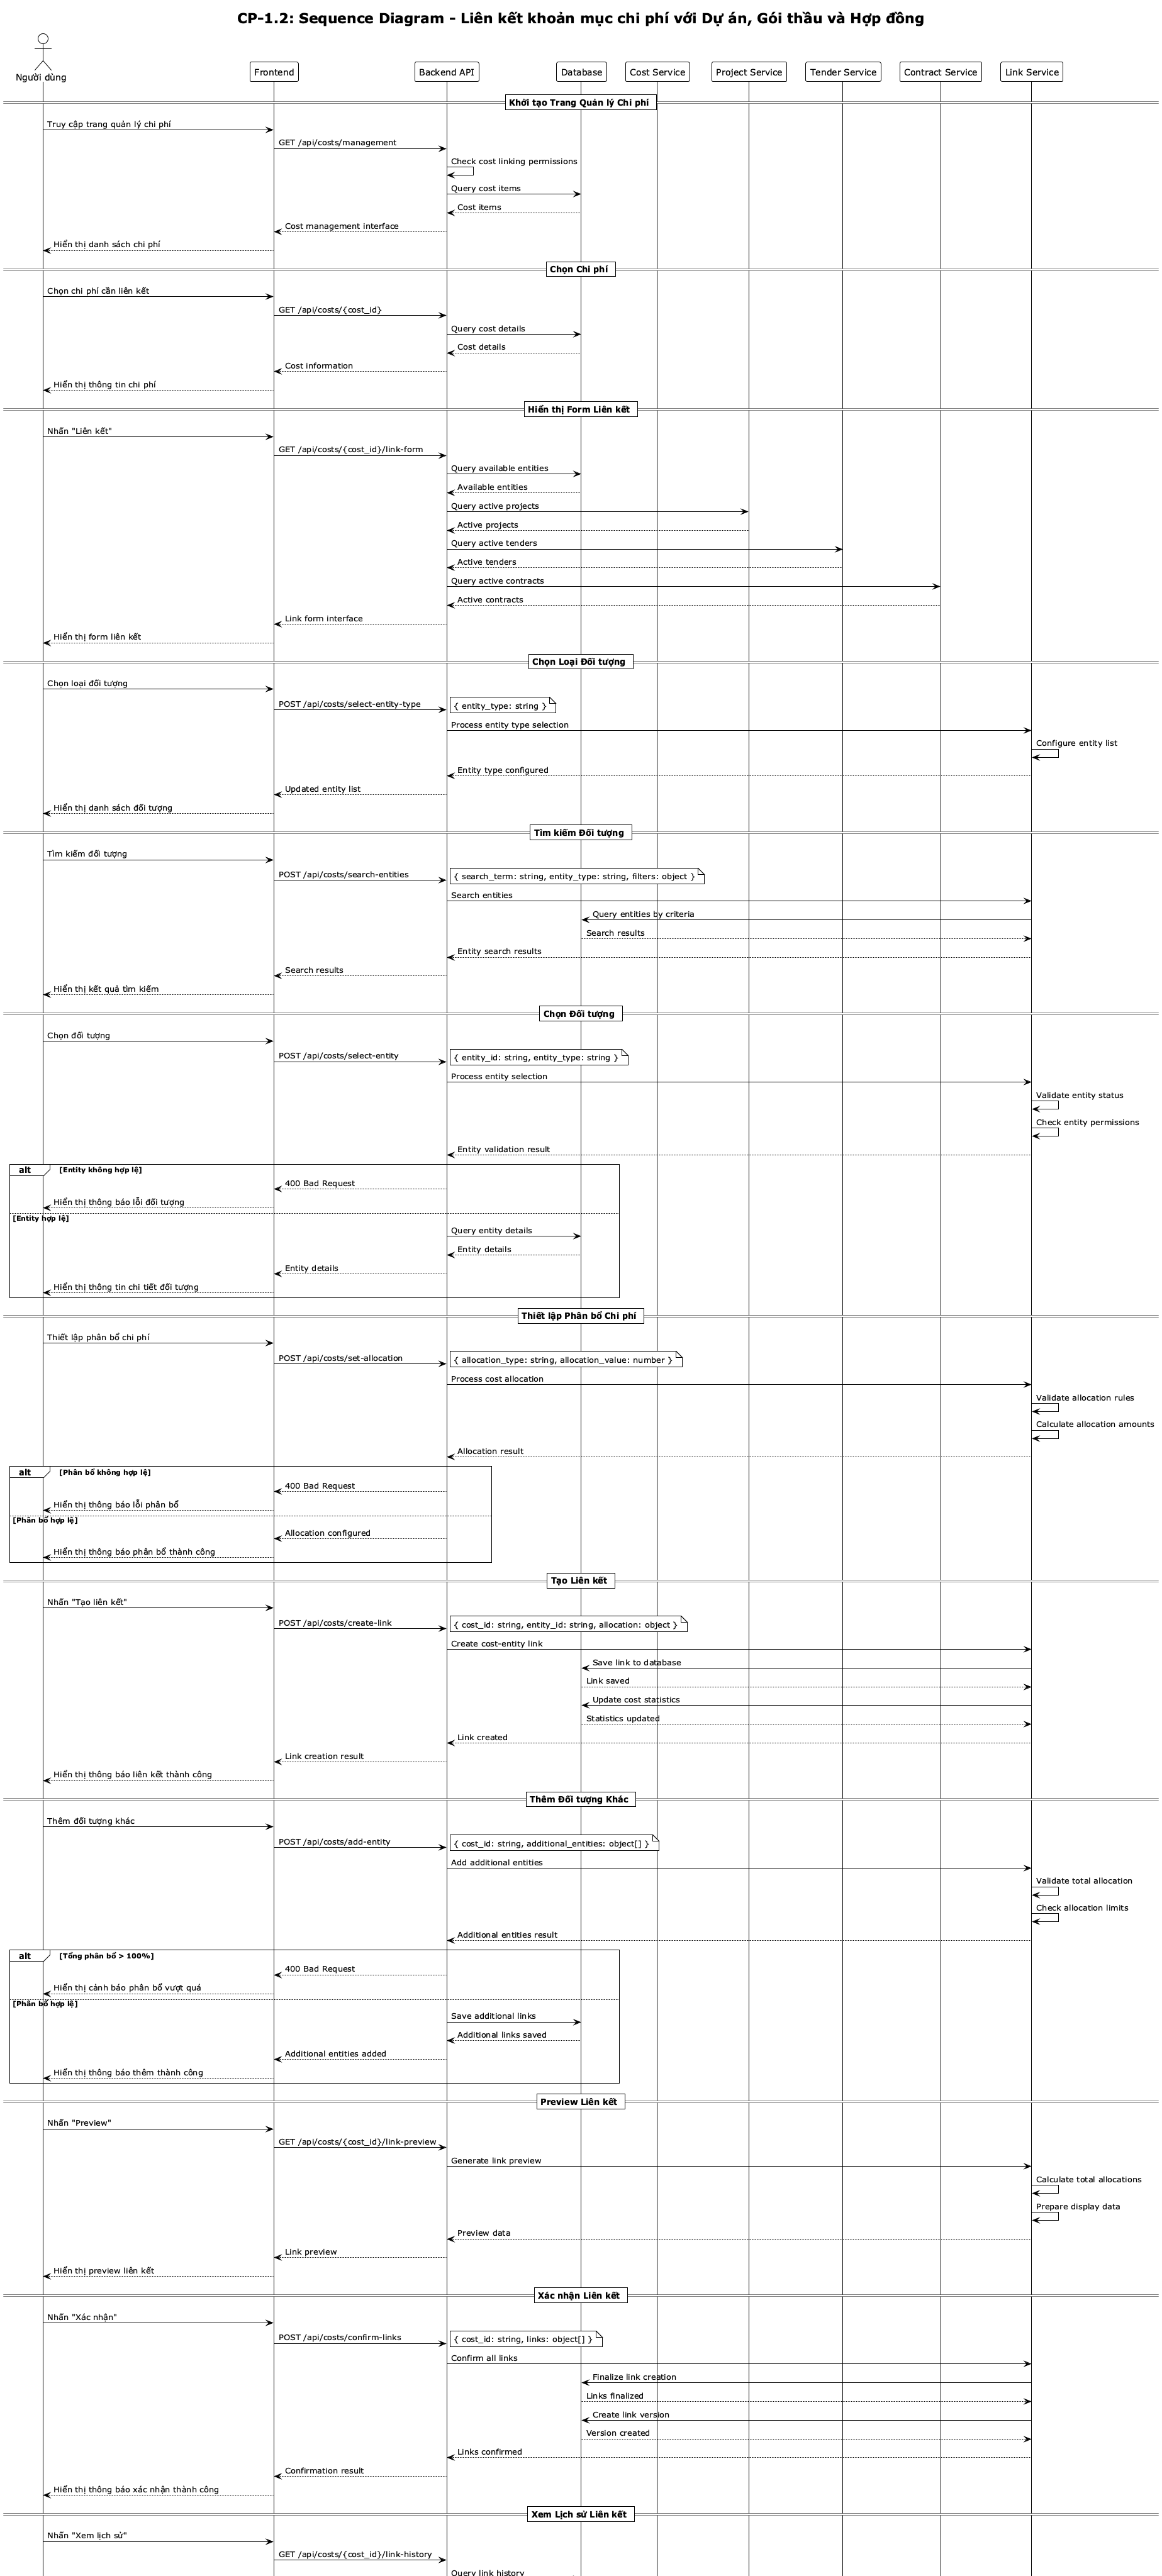 CP-1.2: Sequence Diagram - Liên kết khoản mục chi phí với Dự án, Gói thầu và Hợp đồng
Người dùng
Frontend
Backend API
Database
Cost Service
Project Service
Tender Service
Contract Service
Link Service
Khởi tạo Trang Quản lý Chi phí
Truy cập trang quản lý chi phí
GET /api/costs/management
Check cost linking permissions
Query cost items
Cost items
Cost management interface
Hiển thị danh sách chi phí
Chọn Chi phí
Chọn chi phí cần liên kết
GET /api/costs/{cost_id}
Query cost details
Cost details
Cost information
Hiển thị thông tin chi phí
Hiển thị Form Liên kết
Nhấn "Liên kết"
GET /api/costs/{cost_id}/link-form
Query available entities
Available entities
Query active projects
Active projects
Query active tenders
Active tenders
Query active contracts
Active contracts
Link form interface
Hiển thị form liên kết
Chọn Loại Đối tượng
Chọn loại đối tượng
POST /api/costs/select-entity-type
{ entity_type: string }
Process entity type selection
Configure entity list
Entity type configured
Updated entity list
Hiển thị danh sách đối tượng
Tìm kiếm Đối tượng
Tìm kiếm đối tượng
POST /api/costs/search-entities
{ search_term: string, entity_type: string, filters: object }
Search entities
Query entities by criteria
Search results
Entity search results
Search results
Hiển thị kết quả tìm kiếm
Chọn Đối tượng
Chọn đối tượng
POST /api/costs/select-entity
{ entity_id: string, entity_type: string }
Process entity selection
Validate entity status
Check entity permissions
Entity validation result
alt
[Entity không hợp lệ]
400 Bad Request
Hiển thị thông báo lỗi đối tượng
[Entity hợp lệ]
Query entity details
Entity details
Entity details
Hiển thị thông tin chi tiết đối tượng
Thiết lập Phân bổ Chi phí
Thiết lập phân bổ chi phí
POST /api/costs/set-allocation
{ allocation_type: string, allocation_value: number }
Process cost allocation
Validate allocation rules
Calculate allocation amounts
Allocation result
alt
[Phân bổ không hợp lệ]
400 Bad Request
Hiển thị thông báo lỗi phân bổ
[Phân bổ hợp lệ]
Allocation configured
Hiển thị thông báo phân bổ thành công
Tạo Liên kết
Nhấn "Tạo liên kết"
POST /api/costs/create-link
{ cost_id: string, entity_id: string, allocation: object }
Create cost-entity link
Save link to database
Link saved
Update cost statistics
Statistics updated
Link created
Link creation result
Hiển thị thông báo liên kết thành công
Thêm Đối tượng Khác
Thêm đối tượng khác
POST /api/costs/add-entity
{ cost_id: string, additional_entities: object[] }
Add additional entities
Validate total allocation
Check allocation limits
Additional entities result
alt
[Tổng phân bổ > 100%]
400 Bad Request
Hiển thị cảnh báo phân bổ vượt quá
[Phân bổ hợp lệ]
Save additional links
Additional links saved
Additional entities added
Hiển thị thông báo thêm thành công
Preview Liên kết
Nhấn "Preview"
GET /api/costs/{cost_id}/link-preview
Generate link preview
Calculate total allocations
Prepare display data
Preview data
Link preview
Hiển thị preview liên kết
Xác nhận Liên kết
Nhấn "Xác nhận"
POST /api/costs/confirm-links
{ cost_id: string, links: object[] }
Confirm all links
Finalize link creation
Links finalized
Create link version
Version created
Links confirmed
Confirmation result
Hiển thị thông báo xác nhận thành công
Xem Lịch sử Liên kết
Nhấn "Xem lịch sử"
GET /api/costs/{cost_id}/link-history
Query link history